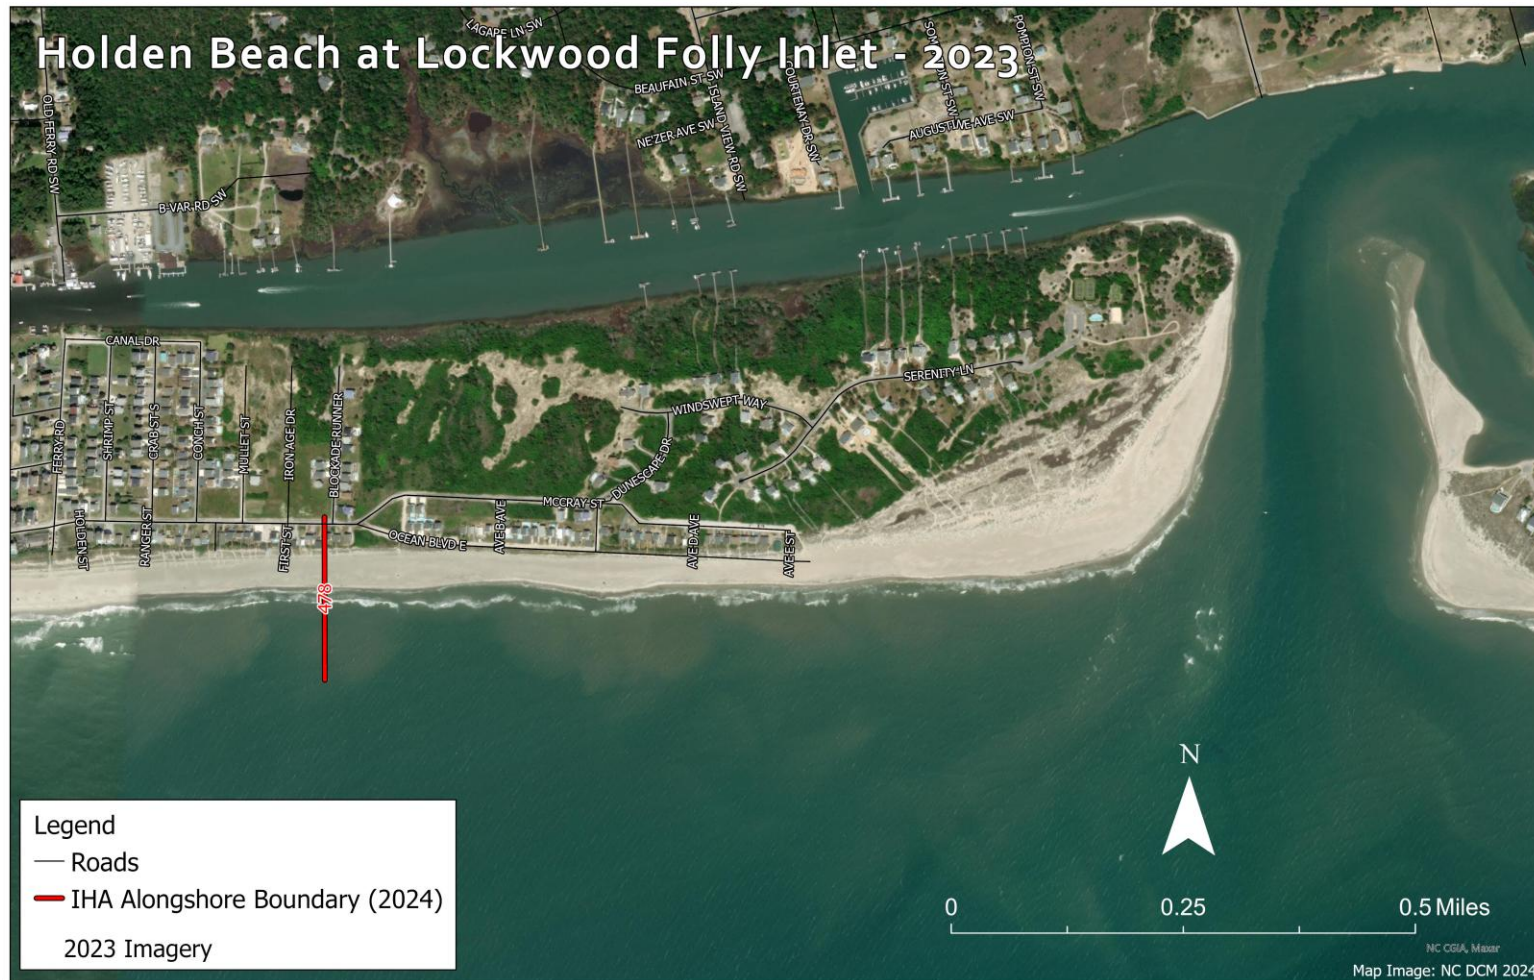 Holden Beach at Lockwood Folly Inlet - 2023
LAGARE LN SW
BEAUFAIN ST SW
ISLAND VIEW RD SW
NEZER AVE SW
COURTENAY DR SW
AUGUSTINE AVE SW
POMPION ST SW
OLD FERRY RD SW
B VAR RD SW
CANAL DR
FERRY RD
SHRIMP ST
CRAB ST S
CONCH ST
MULLET ST
IRON AGE DR
BLOCKADE RUNNER
HOLDEN ST
RANGER ST
FIRST ST
478
OCEAN BLVD E
AVE B AVE
MCCRAY ST
DUNESCAPE DR
WINDSWEPT WAY
SERENITY LN
AVE D AVE
AVE E ST
Legend
Roads
IHA Alongshore Boundary (2024)
2023 Imagery
N
0 0.25 0.5 Miles
NC CGIA, Maxar
Map Image: NC DCM 2024